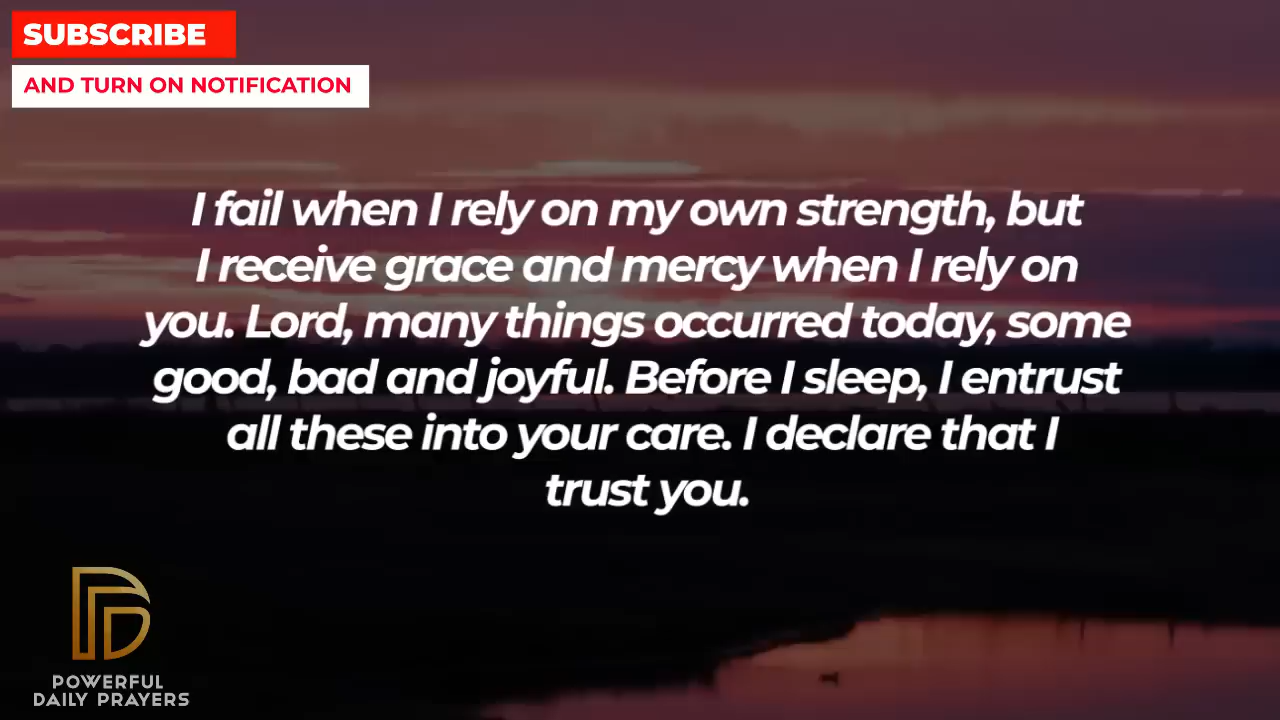 SUBSCRIBE
AND TURN ON NOTIFICATION
I fail when I rely on my own strength, but
I receive grace and mercy when I rely on
you. Lord, many things occurred today, some
good, bad and joyful. Before I sleep, I entrust
all these into your care. I declare that I
trust you.
POWERFUL
DAILY PRAYERS